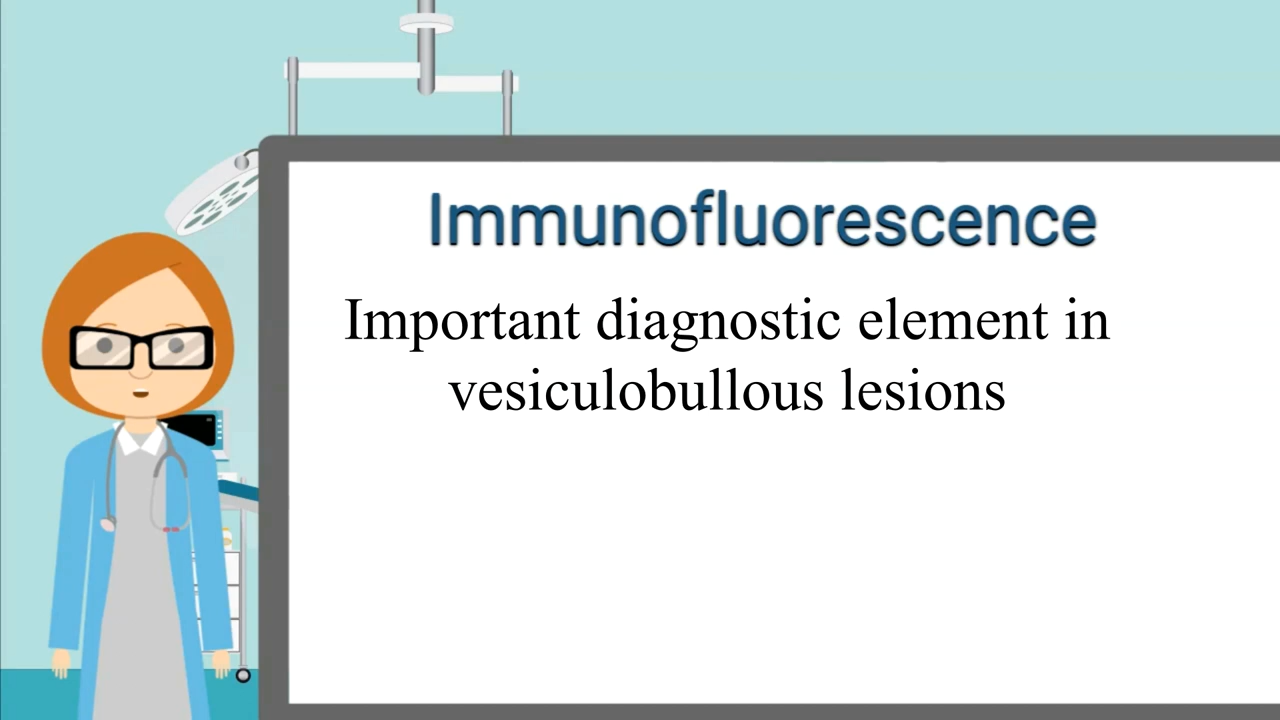 Immunofluorescence
Important diagnostic element in
vesiculobullous lesions